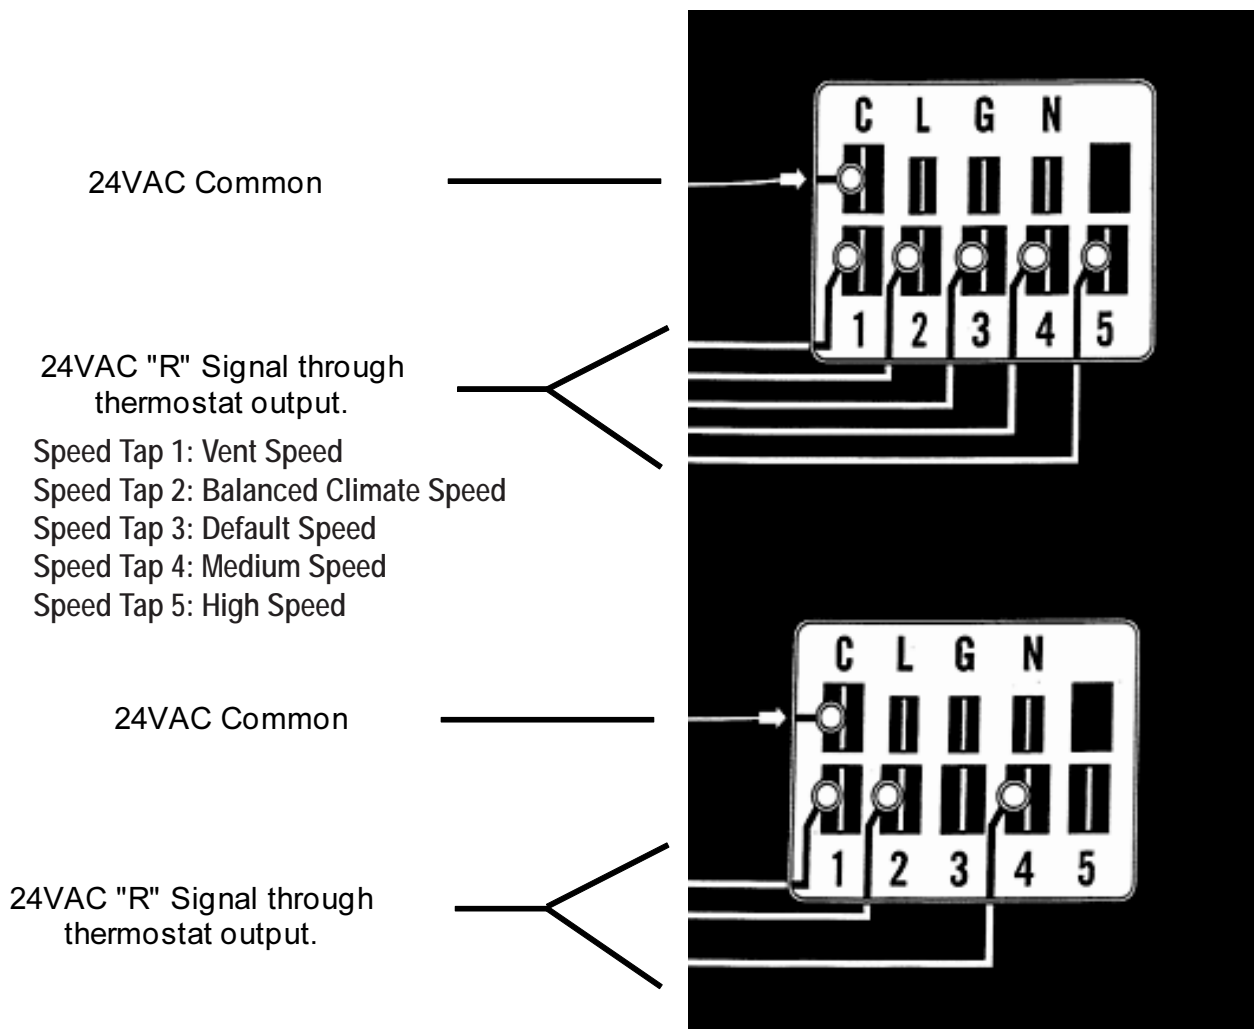 C L G N
24VAC Common
1 2 3 4 5
24VAC "R" Signal through
thermostat output.
Speed Tap 1: Vent Speed
Speed Tap 2: Balanced Climate Speed
Speed Tap 3: Default Speed
Speed Tap 4: Medium Speed
Speed Tap 5: High Speed
C L G N
24VAC Common
1 2 3 4 5
24VAC "R" Signal through
thermostat output.